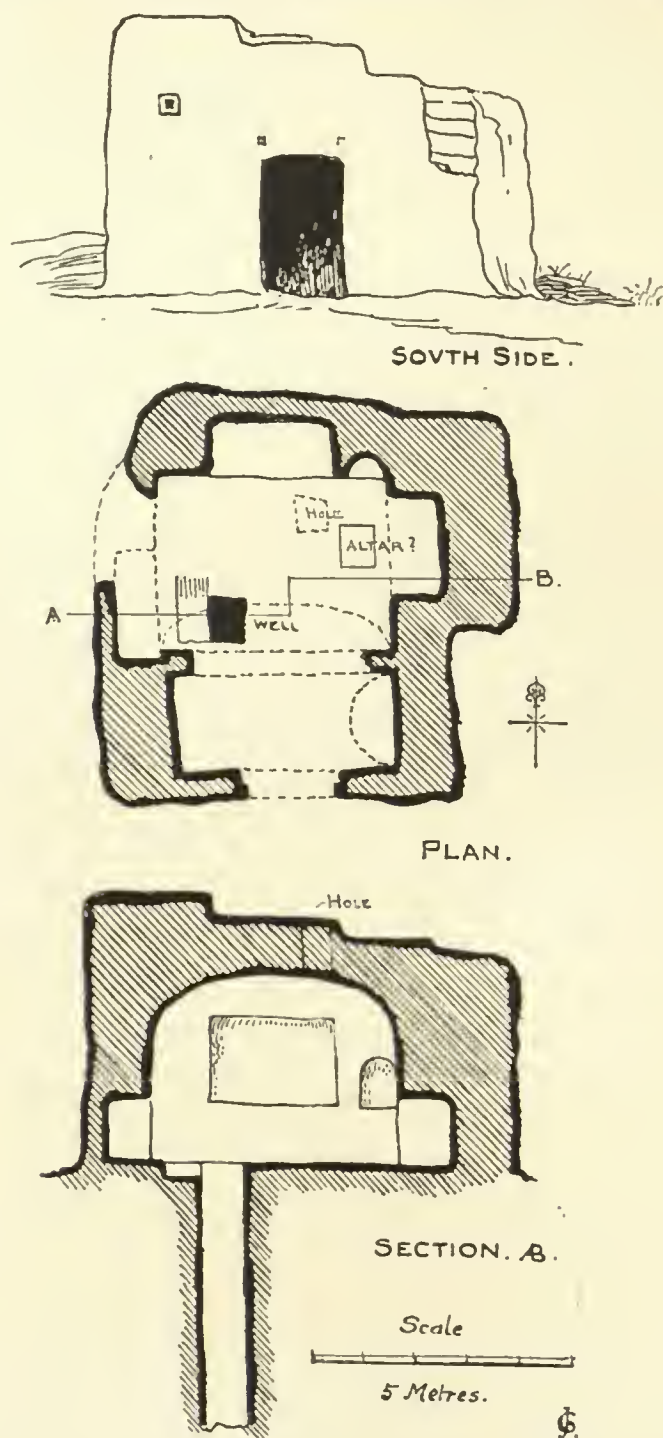 SOVTH SIDE.
HOLE
ALTAR?
A
B.
WELL
PLAN.
HOLE
SECTION. AB.
Scale
5 Metres.